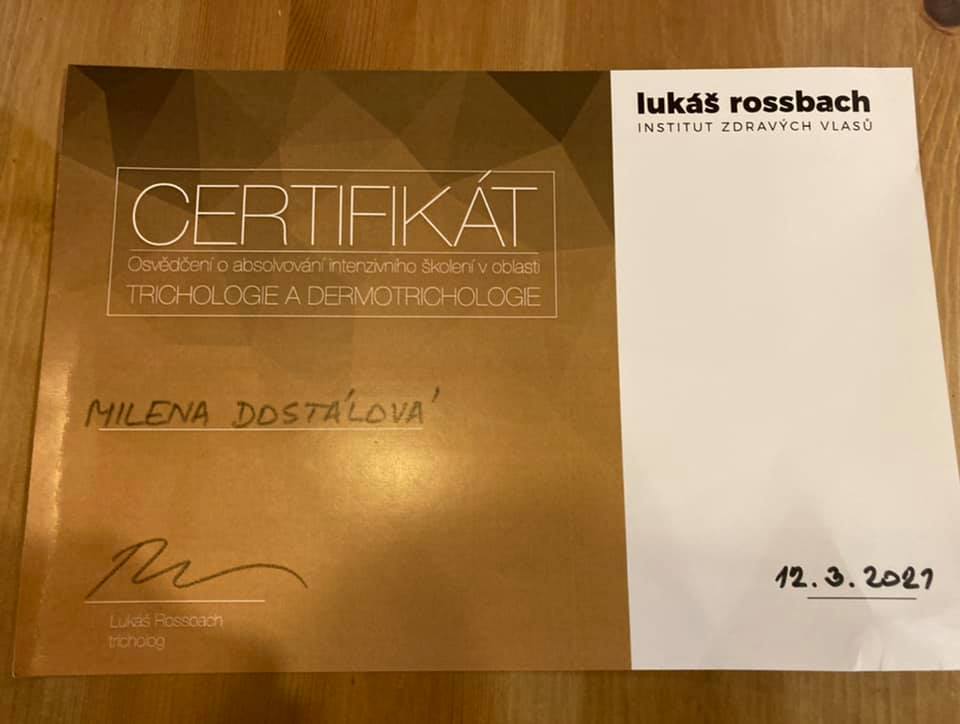 lukáš rossbach
INSTITUT ZDRAVÝCH VLASŮ
CERTIFIKÁT
Osvědčení o absolvování intenzivního školení v oblasti
TRICHOLOGIE A DERMOTRICHOLOGIE
MILENA DOSTÁLOVÁ
Lukáš Rossbach
tricholog
12.3.2021